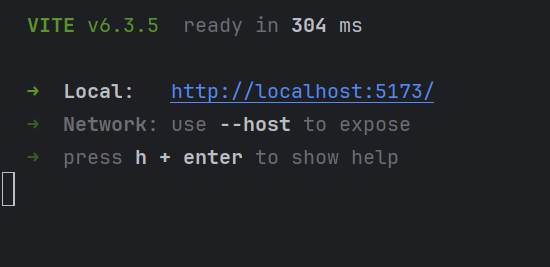 VITE v6.3.5 ready in 304 ms
➜ Local: http://localhost:5173/
➜ Network: use --host to expose
➜ press h + enter to show help